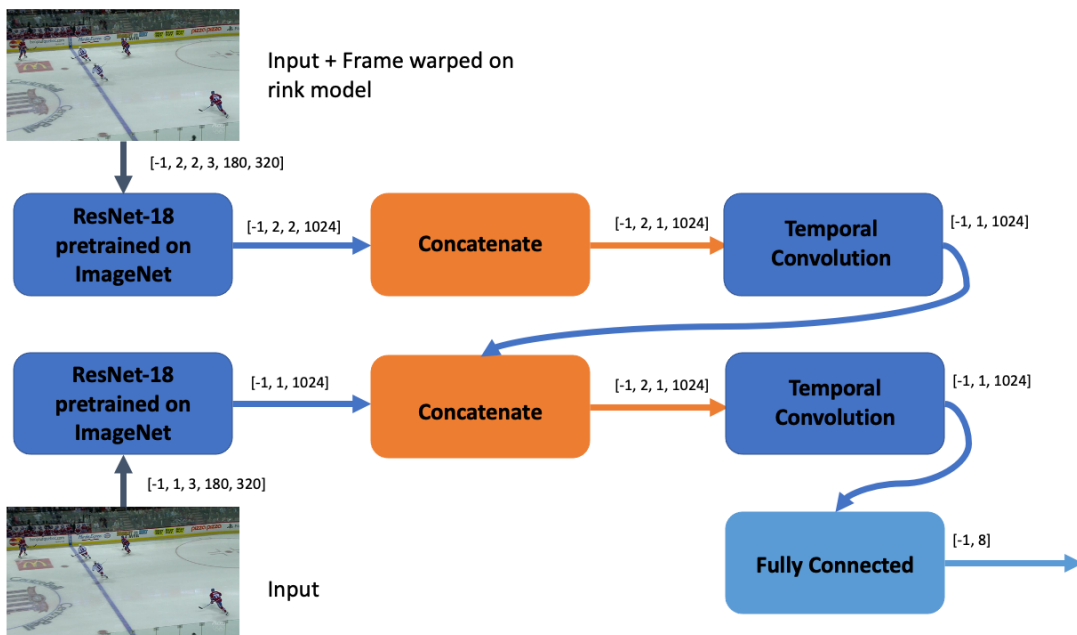 Input + Frame warped on
rink model
[-1, 2, 2, 3, 180, 320]
ResNet-18
pretrained on
ImageNet
[-1, 2, 2, 1024]
Concatenate
[-1, 2, 1, 1024]
Temporal
Convolution
[-1, 1, 1024]
ResNet-18
pretrained on
ImageNet
[-1, 1, 1024]
Concatenate
[-1, 2, 1, 1024]
Temporal
Convolution
[-1, 1, 1024]
[-1, 1, 3, 180, 320]
Input
Fully Connected
[-1, 8]